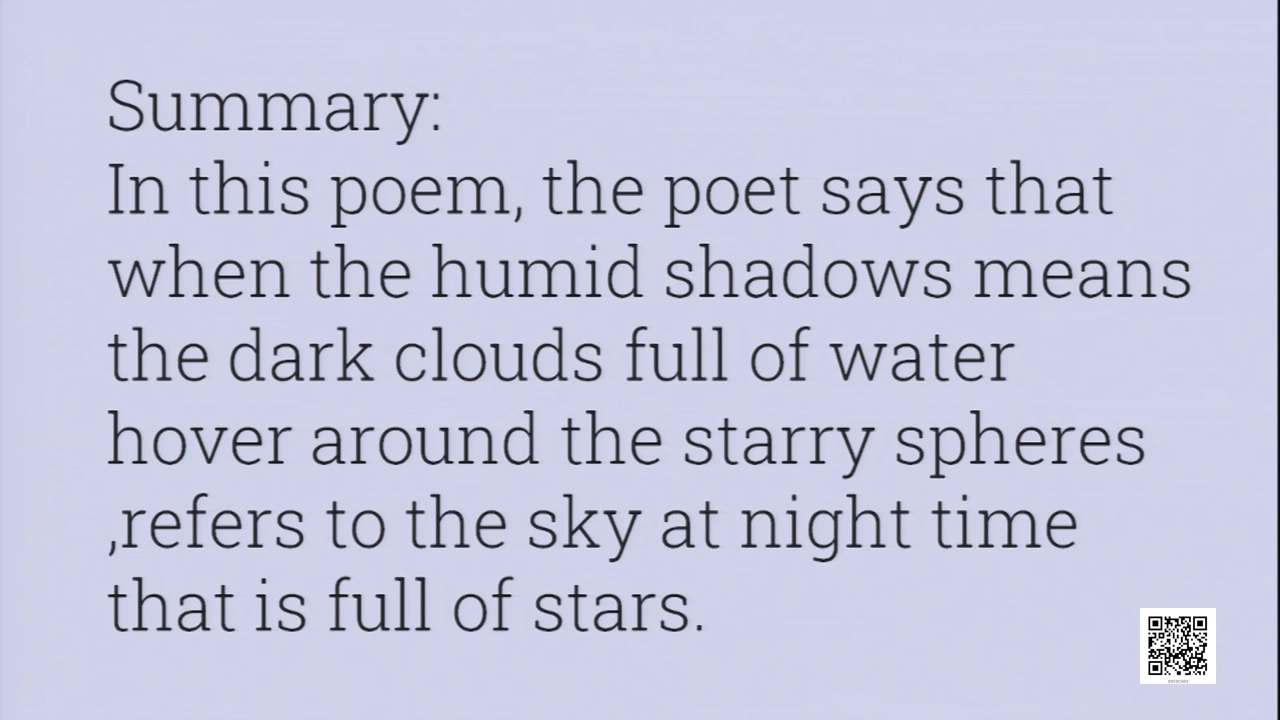 Summary:
In this poem, the poet says that
when the humid shadows means
the dark clouds full of water
hover around the starry spheres
,refers to the sky at night time
that is full of stars.